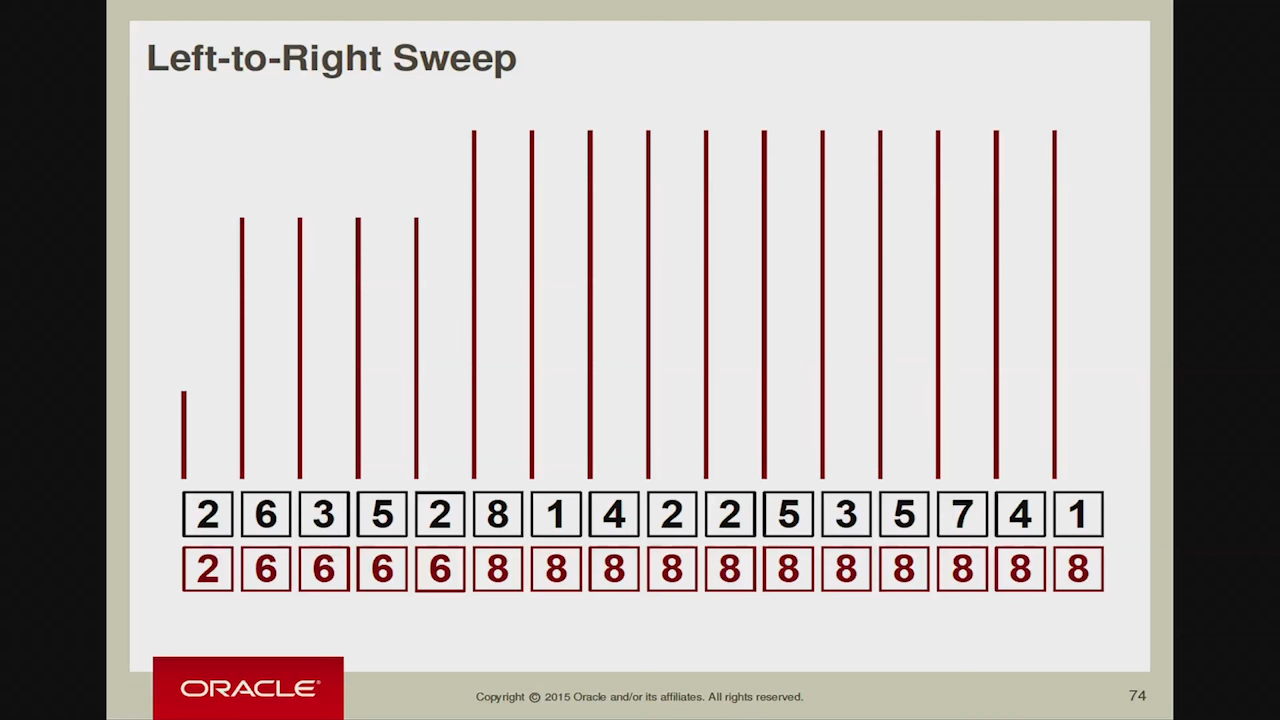 Left-to-Right Sweep
2 6 3 5 2 8 1 4 2 2 5 3 5 7 4 1
2 6 6 6 6 8 8 8 8 8 8 8 8 8 8 8
ORACLE®
Copyright © 2015 Oracle and/or its affiliates. All rights reserved.
74